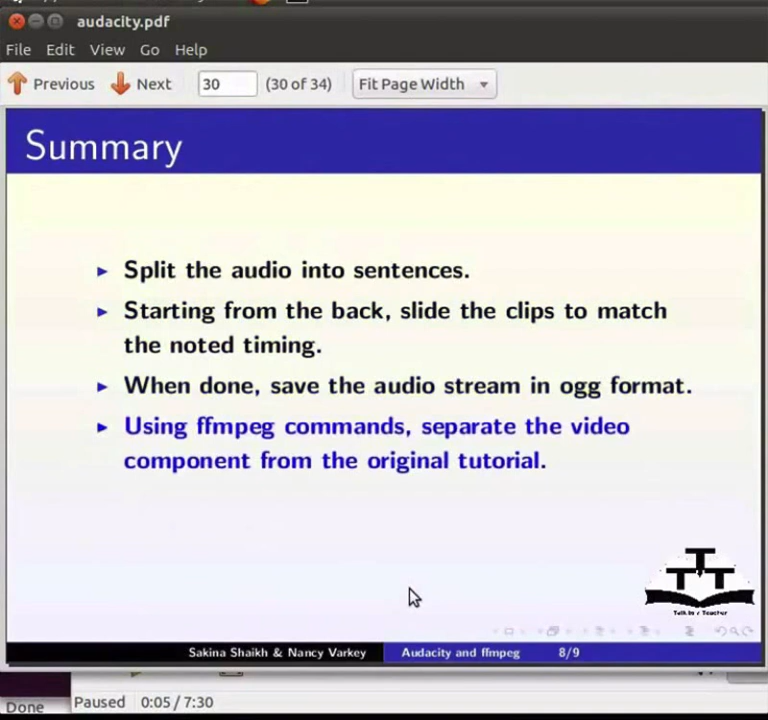 audacity.pdf
File Edit View Go Help
Previous Next 30 (30 of 34) Fit Page Width
Summary
Split the audio into sentences.
Starting from the back, slide the clips to match
the noted timing.
When done, save the audio stream in ogg format.
Using ffmpeg commands, separate the video
component from the original tutorial.
T
T T
Talk to a Teacher
Sakina Shaikh & Nancy Varkey Audacity and ffmpeg 8/9
Done Paused 0:05 / 7:30